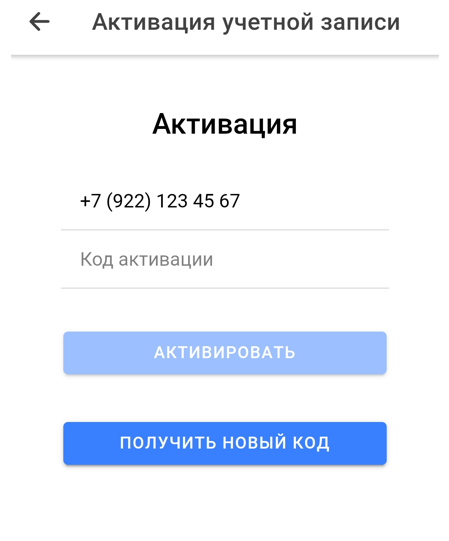 Активация учетной записи
Активация
+7 (922) 123 45 67
Код активации
АКТИВИРОВАТЬ
ПОЛУЧИТЬ НОВЫЙ КОД